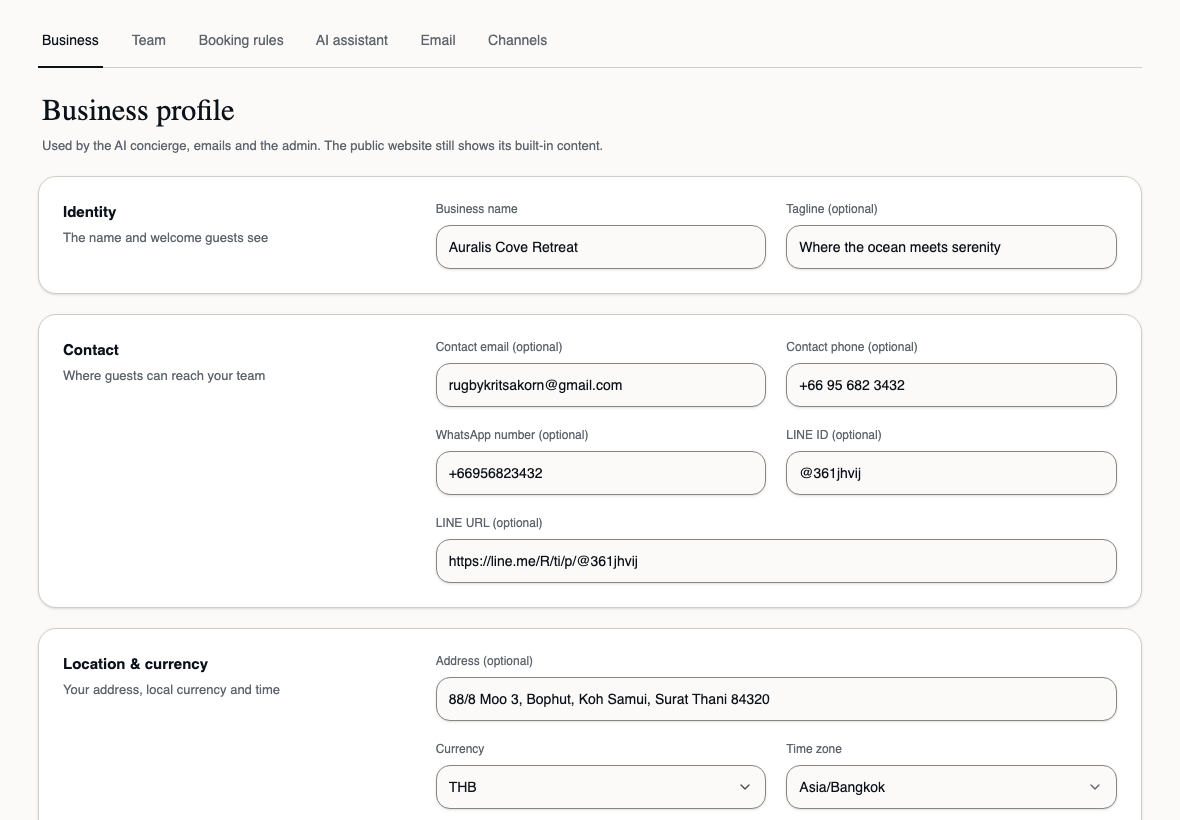 Business Team Booking rules AI assistant Email Channels
Business profile
Used by the AI concierge, emails and the admin. The public website still shows its built-in content.
Identity
The name and welcome guests see
Business name
Auralis Cove Retreat
Tagline (optional)
Where the ocean meets serenity
Contact
Where guests can reach your team
Contact email (optional)
rugbykritsakorn@gmail.com
Contact phone (optional)
+66 95 682 3432
WhatsApp number (optional)
+66956823432
LINE ID (optional)
@361jhvij
LINE URL (optional)
https://line.me/R/ti/p/@361jhvij
Location & currency
Your address, local currency and time
Address (optional)
88/8 Moo 3, Bophut, Koh Samui, Surat Thani 84320
Currency
THB
Time zone
Asia/Bangkok